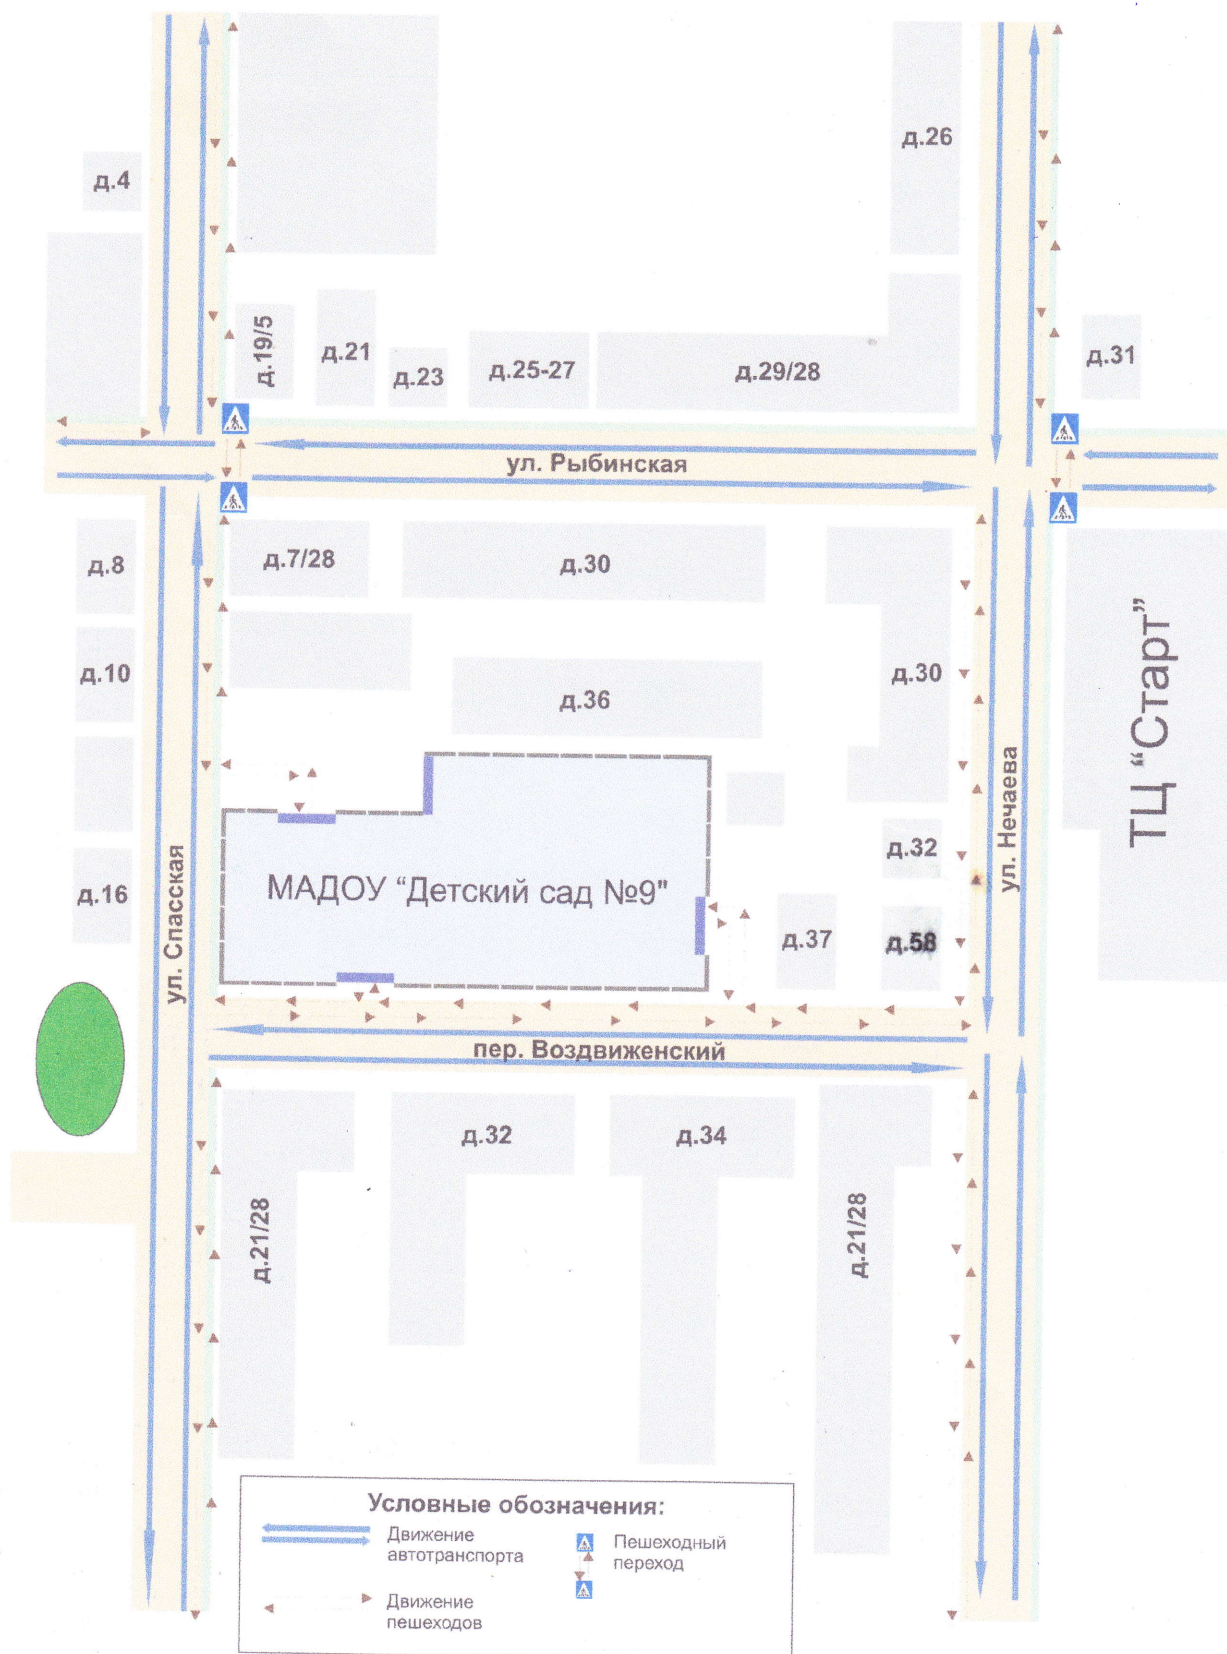 д.26
д.4
д.19/5
д.21
д.23
д.25-27
д.29/28
д.31
ул. Рыбинская
д.8
д.7/28
д.30
д.10
д.36
д.30
ТЦ “Старт”
ул. Нечаева
д.32
д.16
МАДОУ “Детский сад №9"
д.37
д.58
ул. Спасская
пер. Воздвиженский
д.32
д.34
д.21/28
д.21/28
Условные обозначения:
Движение
автотранспорта
Пешеходный
переход
Движение
пешеходов